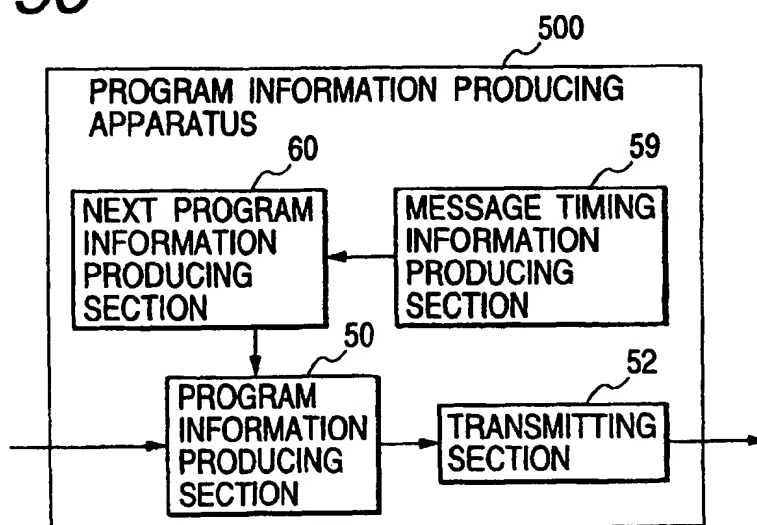 500
PROGRAM INFORMATION PRODUCING
APPARATUS
60
59
NEXT PROGRAM
INFORMATION
PRODUCING
SECTION
MESSAGE TIMING
INFORMATION
PRODUCING
SECTION
50
52
PROGRAM
INFORMATION
PRODUCING
SECTION
TRANSMITTING
SECTION